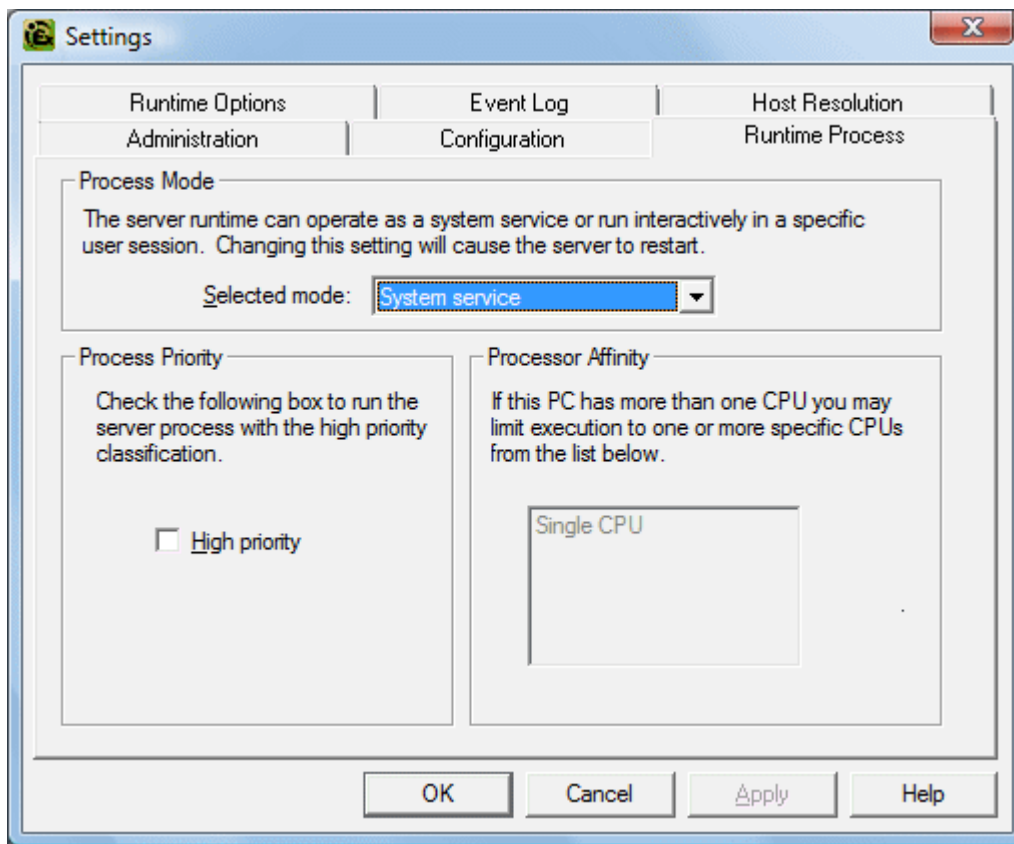 Settings
Runtime Options
Event Log
Host Resolution
Administration
Configuration
Runtime Process
Process Mode
The server runtime can operate as a system service or run interactively in a specific
user session.  Changing this setting will cause the server to restart.
Selected mode:
System service
Process Priority
Check the following box to run the
server process with the high priority
classification.
High priority
Processor Affinity
If this PC has more than one CPU you may
limit execution to one or more specific CPUs
from the list below.
Single CPU
OK
Cancel
Apply
Help